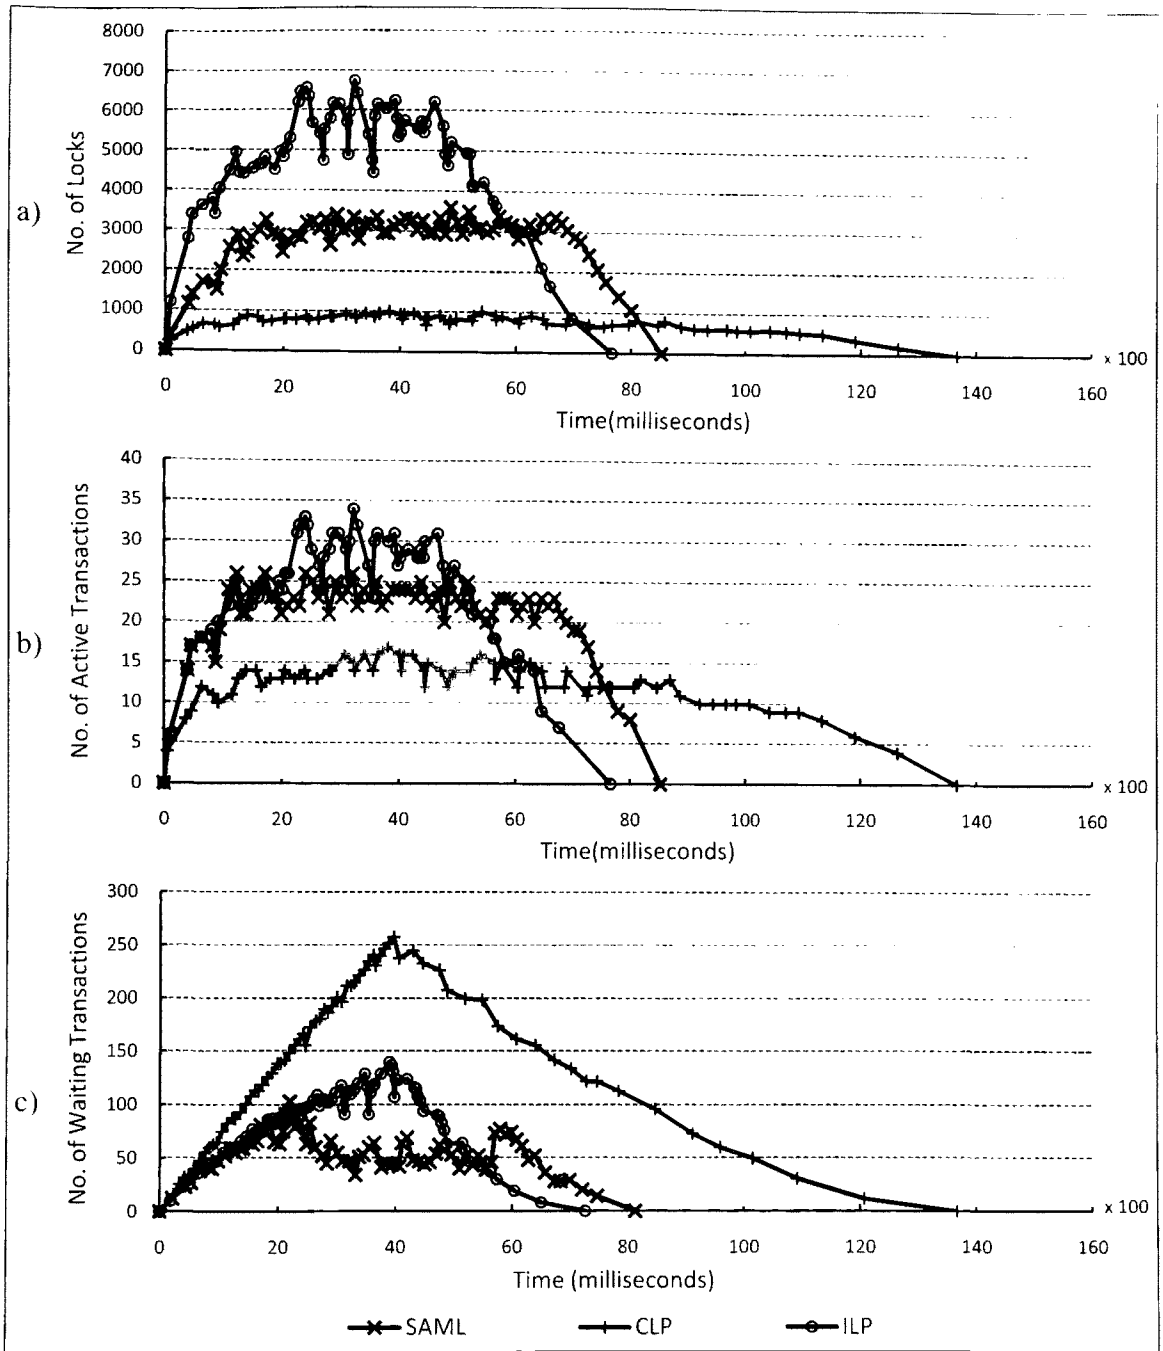 a)
No. of Locks
8000
7000
6000
5000
4000
3000
2000
1000
0
0 20 40 60 80 100 120 140 160
x 100
Time(milliseconds)
b)
No. of Active Transactions
40
35
30
25
20
15
10
5
0
0 20 40 60 80 100 120 140 160
x 100
Time(milliseconds)
c)
No. of Waiting Transactions
300
250
200
150
100
50
0
0 20 40 60 80 100 120 140 160
x 100
Time (milliseconds)
SAML CLP ILP